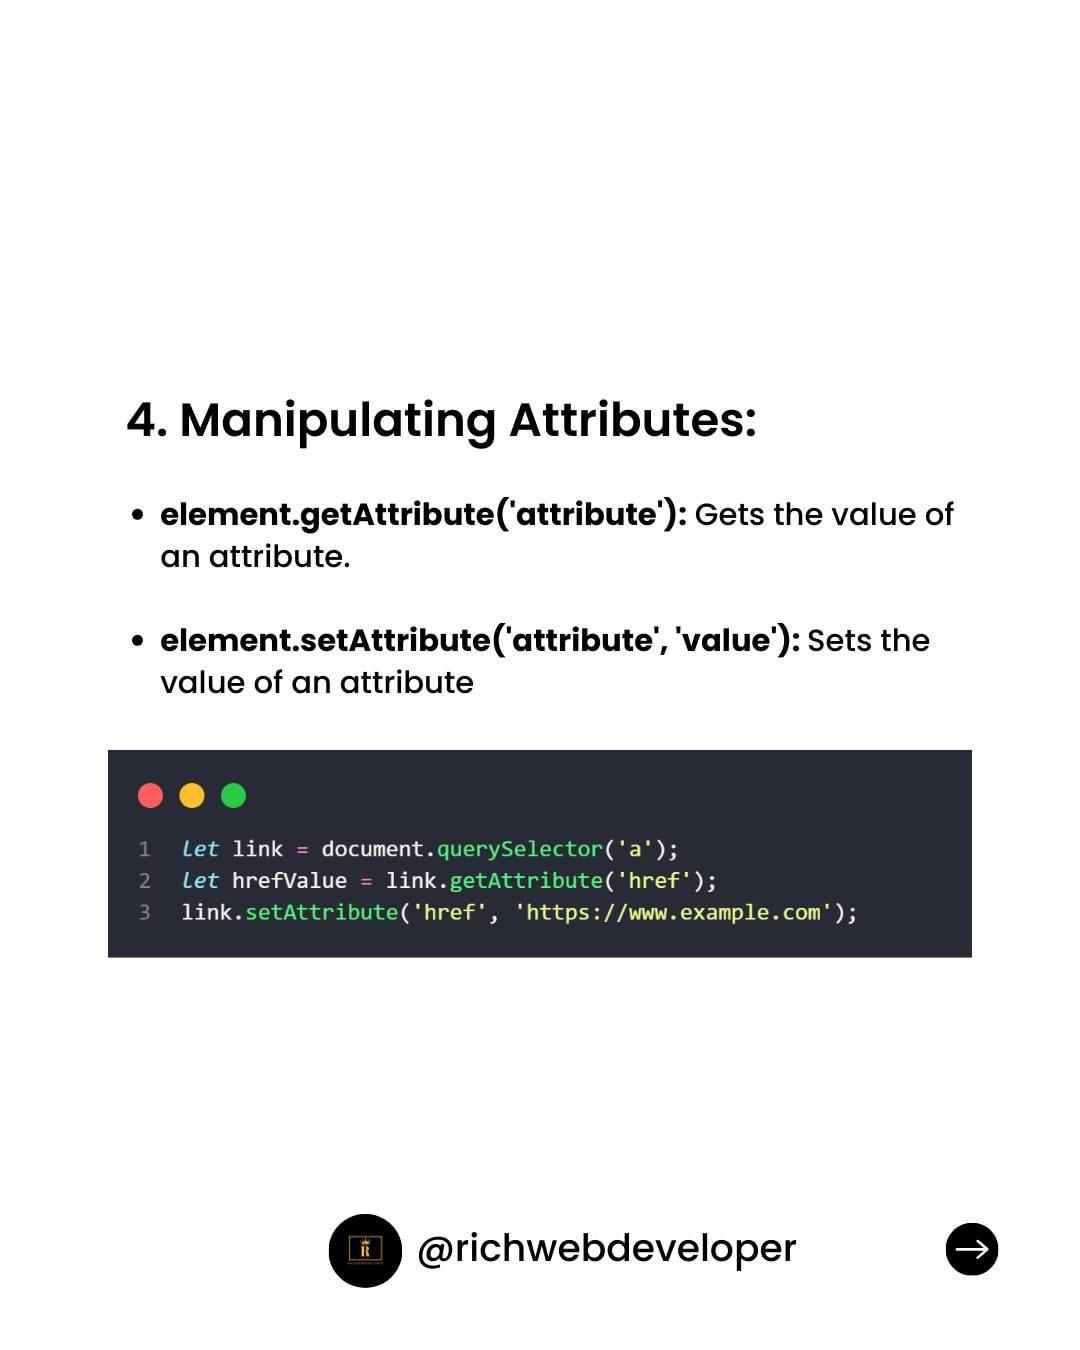 4. Manipulating Attributes:
• element.getAttribute('attribute'): Gets the value of
an attribute.
• element.setAttribute('attribute', 'value'): Sets the
value of an attribute
1 let link = document.querySelector('a');
2 let hrefValue = link.getAttribute('href');
3 link.setAttribute('href', 'https://www.example.com');
R
@richwebdeveloper